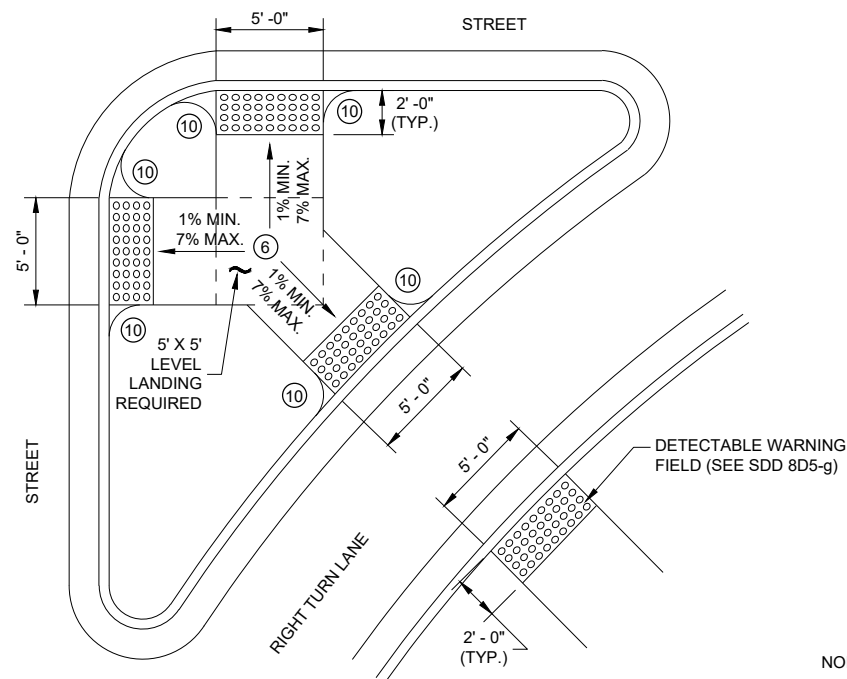 5' -0"
STREET
2' -0"
(TYP.)
10
10
10
1% MIN.
7% MAX.
1% MIN.
7% MAX.
6
5' - 0"
1% MIN.
7% MAX.
10
10
5' X 5'
LEVEL
LANDING
REQUIRED
10
5' - 0"
5' - 0"
DETECTABLE WARNING
FIELD (SEE SDD 8D5-g)
STREET
RIGHT TURN LANE
2' - 0"
(TYP.)
NO